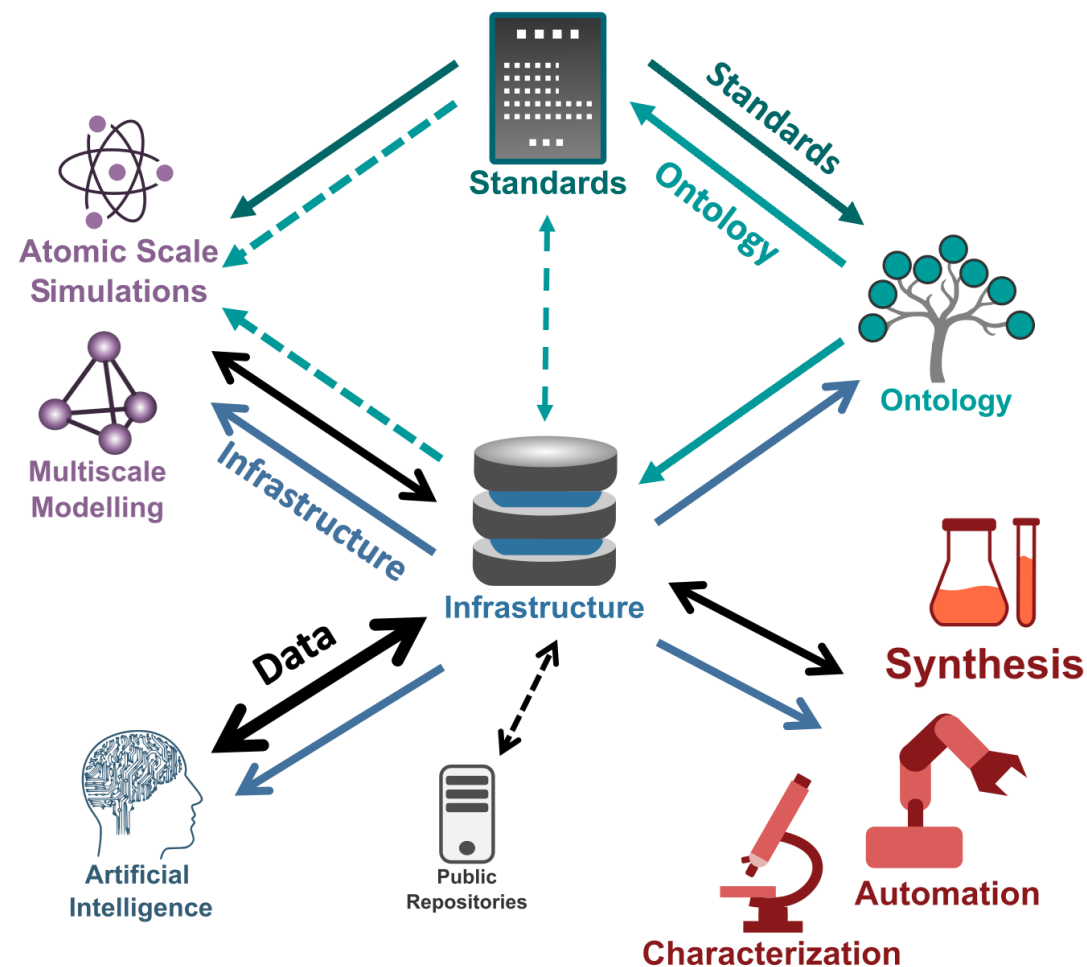 Standards
Standards
Ontology
Atomic Scale
Simulations
Ontology
Multiscale
Modelling
Infrastructure
Infrastructure
Data
Synthesis
Artificial
Intelligence
Public
Repositories
Automation
Characterization